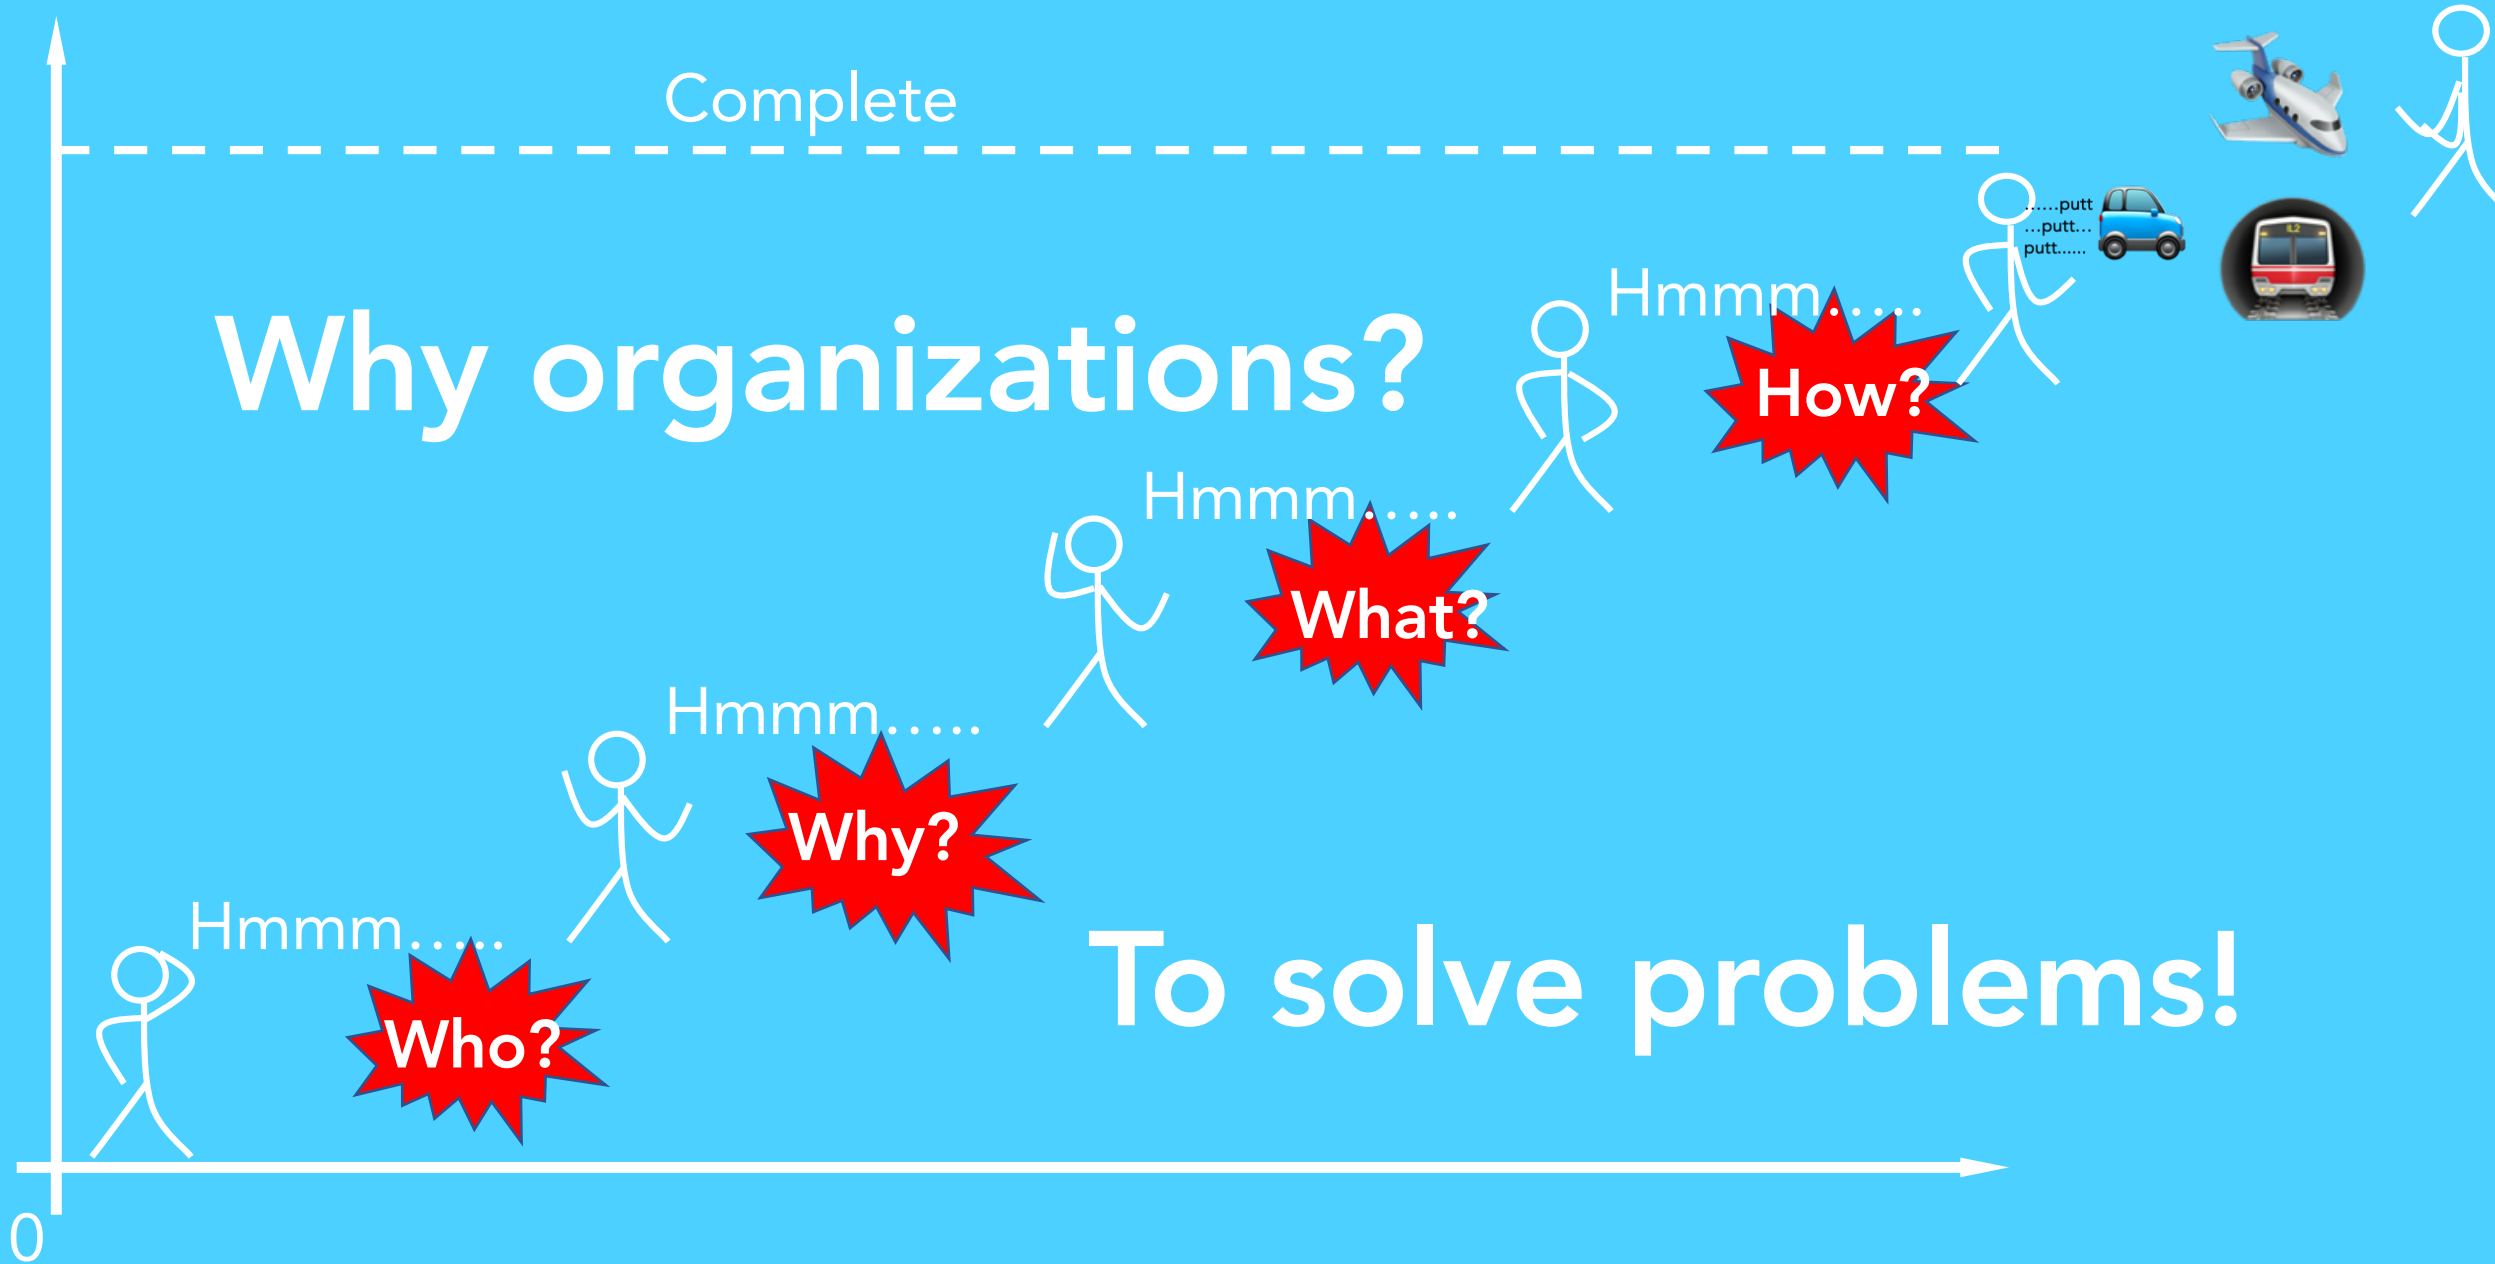 Complete
......putt
...putt...
putt......
Hmmm.....
Why organizations?
How?
Hmmm.....
What?
Hmmm.....
Why?
Hmmm.....
Who?
To solve problems!
0